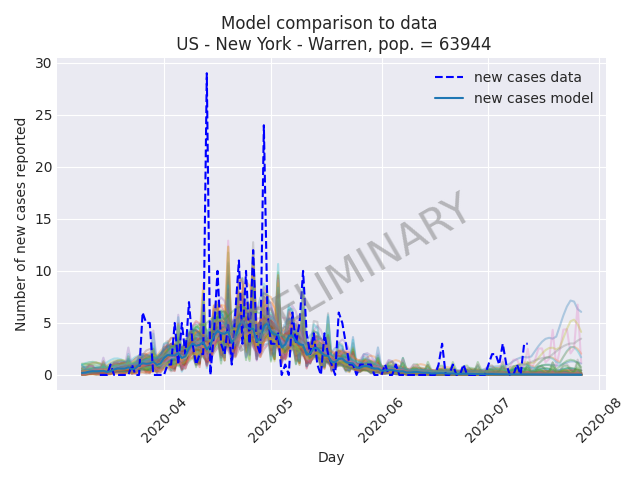 Model comparison to data
US - New York - Warren, pop. = 63944
Number of new cases reported
30
25
20
15
10
5
0
new cases data
new cases model
2020-04
2020-05
2020-06
2020-07
2020-08
Day